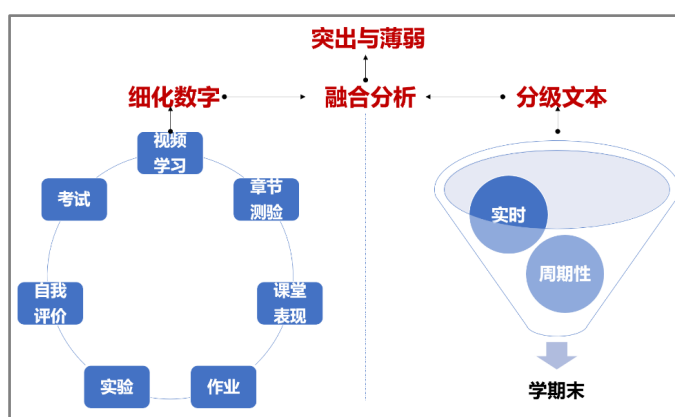 突出与薄弱
细化数字
融合分析
分级文本
视频
学习
考试
章节
测验
自我
评价
课堂
表现
实验
作业
实时
周期性
学期末